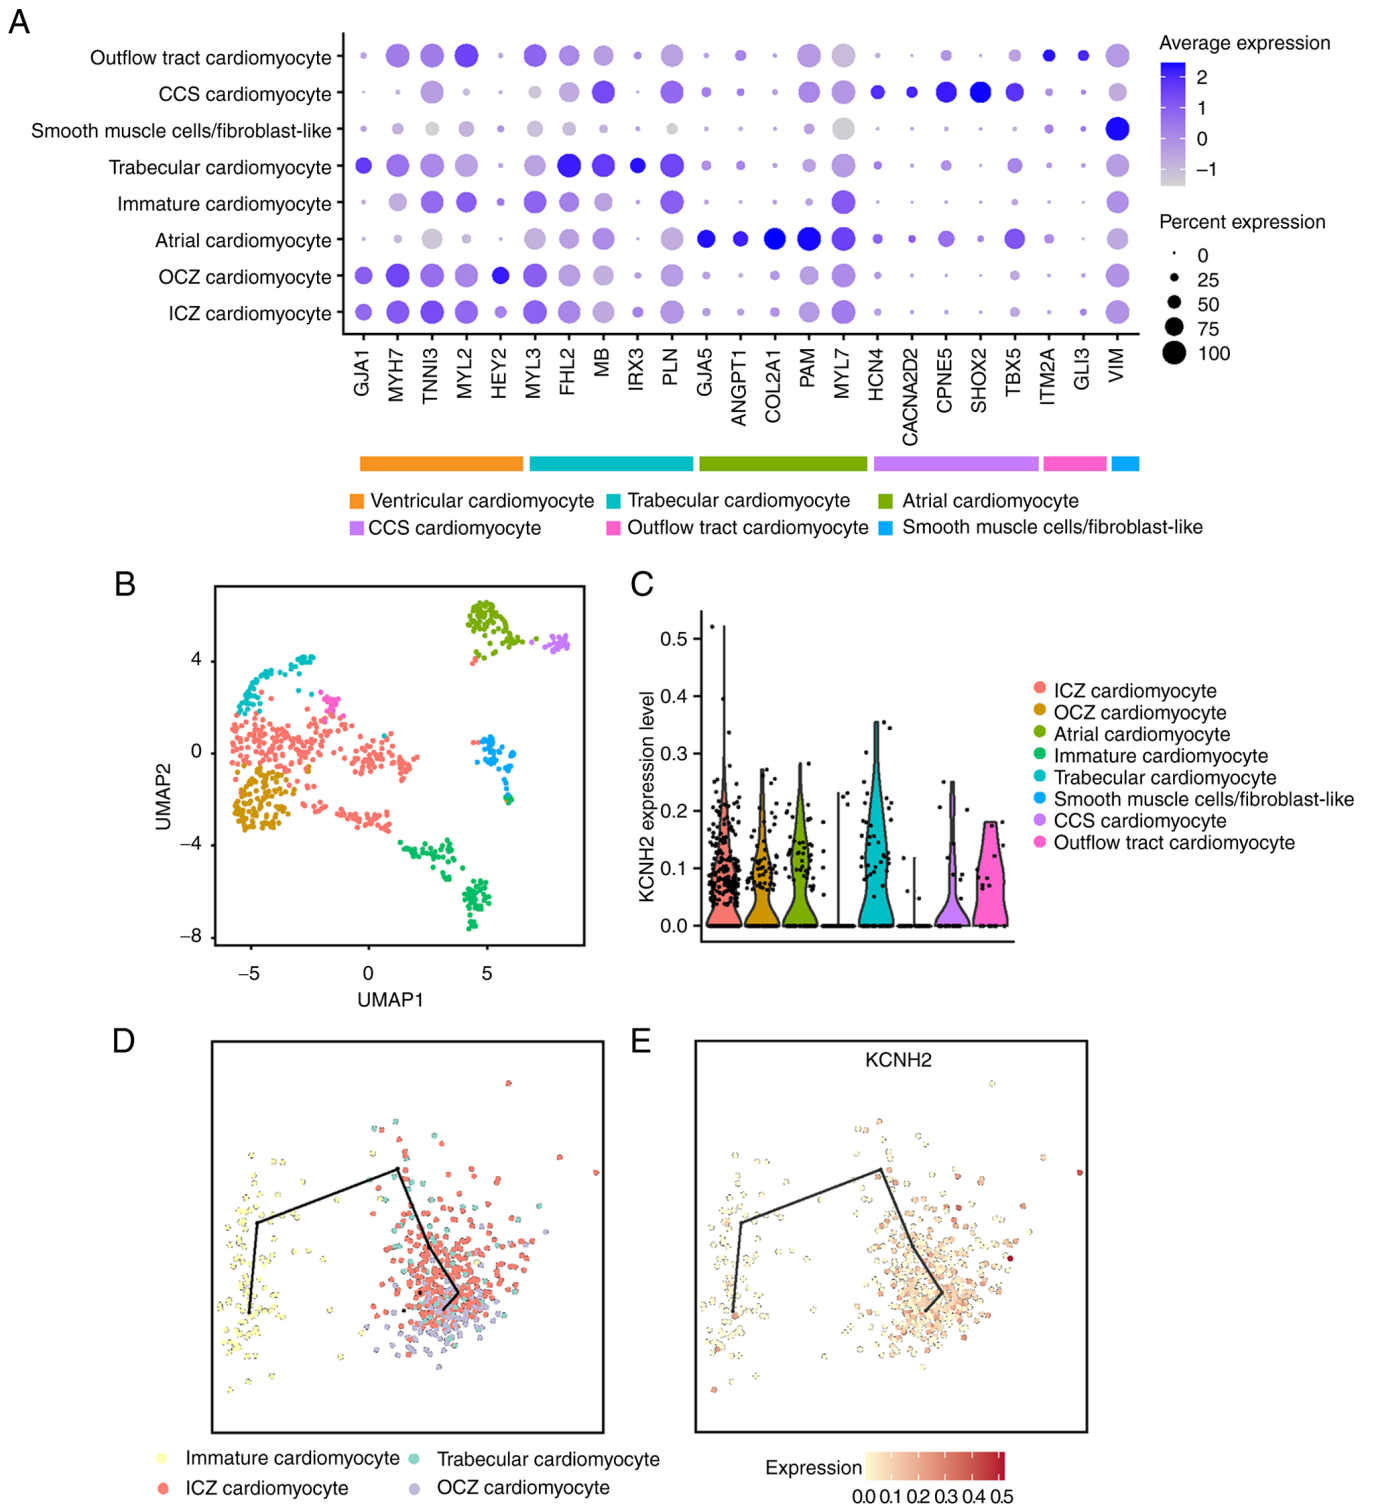 A
Outflow tract cardiomyocyte
CCS cardiomyocyte
Smooth muscle cells/fibroblast-like
Trabecular cardiomyocyte
Immature cardiomyocyte
Atrial cardiomyocyte
OCZ cardiomyocyte
ICZ cardiomyocyte
GJA1 MYH7 TNNI3 MYL2 HEY2 MYL3 FHL2 MB IRX3 PLN GJA5 ANGPT1 COL2A1 PAM MYL7 HCN4 CACNA2D2 CPNE5 SHOX2 TBX5 ITM2A GLI3 VIM
Average expression
2
1
0
−1
Percent expression
0
25
50
75
100
Ventricular cardiomyocyte Trabecular cardiomyocyte Atrial cardiomyocyte
CCS cardiomyocyte Outflow tract cardiomyocyte Smooth muscle cells/fibroblast-like
B
UMAP2
4
0
−4
−8
−5 0 5
UMAP1
C
KCNH2 expression level
0.5
0.4
0.3
0.2
0.1
0.0
ICZ cardiomyocyte
OCZ cardiomyocyte
Atrial cardiomyocyte
Immature cardiomyocyte
Trabecular cardiomyocyte
Smooth muscle cells/fibroblast-like
CCS cardiomyocyte
Outflow tract cardiomyocyte
D
Immature cardiomyocyte Trabecular cardiomyocyte
ICZ cardiomyocyte OCZ cardiomyocyte
E
KCNH2
Expression
0.0 0.1 0.2 0.3 0.4 0.5